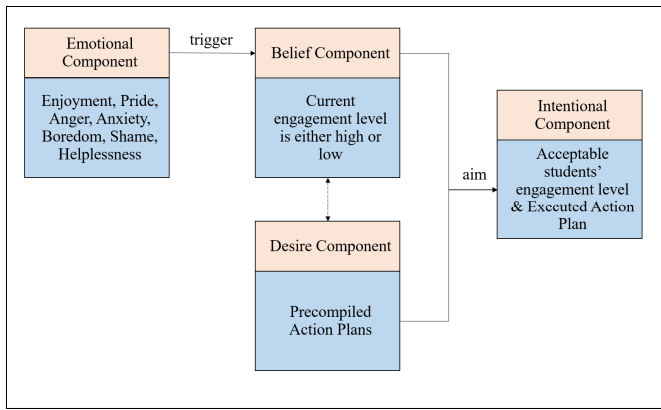 Emotional
Component
Enjoyment, Pride,
Anger, Anxiety,
Boredom, Shame,
Helplessness
trigger
Belief Component
Current
engagement level
is either high or
low
Desire Component
Precompiled
Action Plans
aim
Intentional
Component
Acceptable
students’
engagement level
& Executed Action
Plan